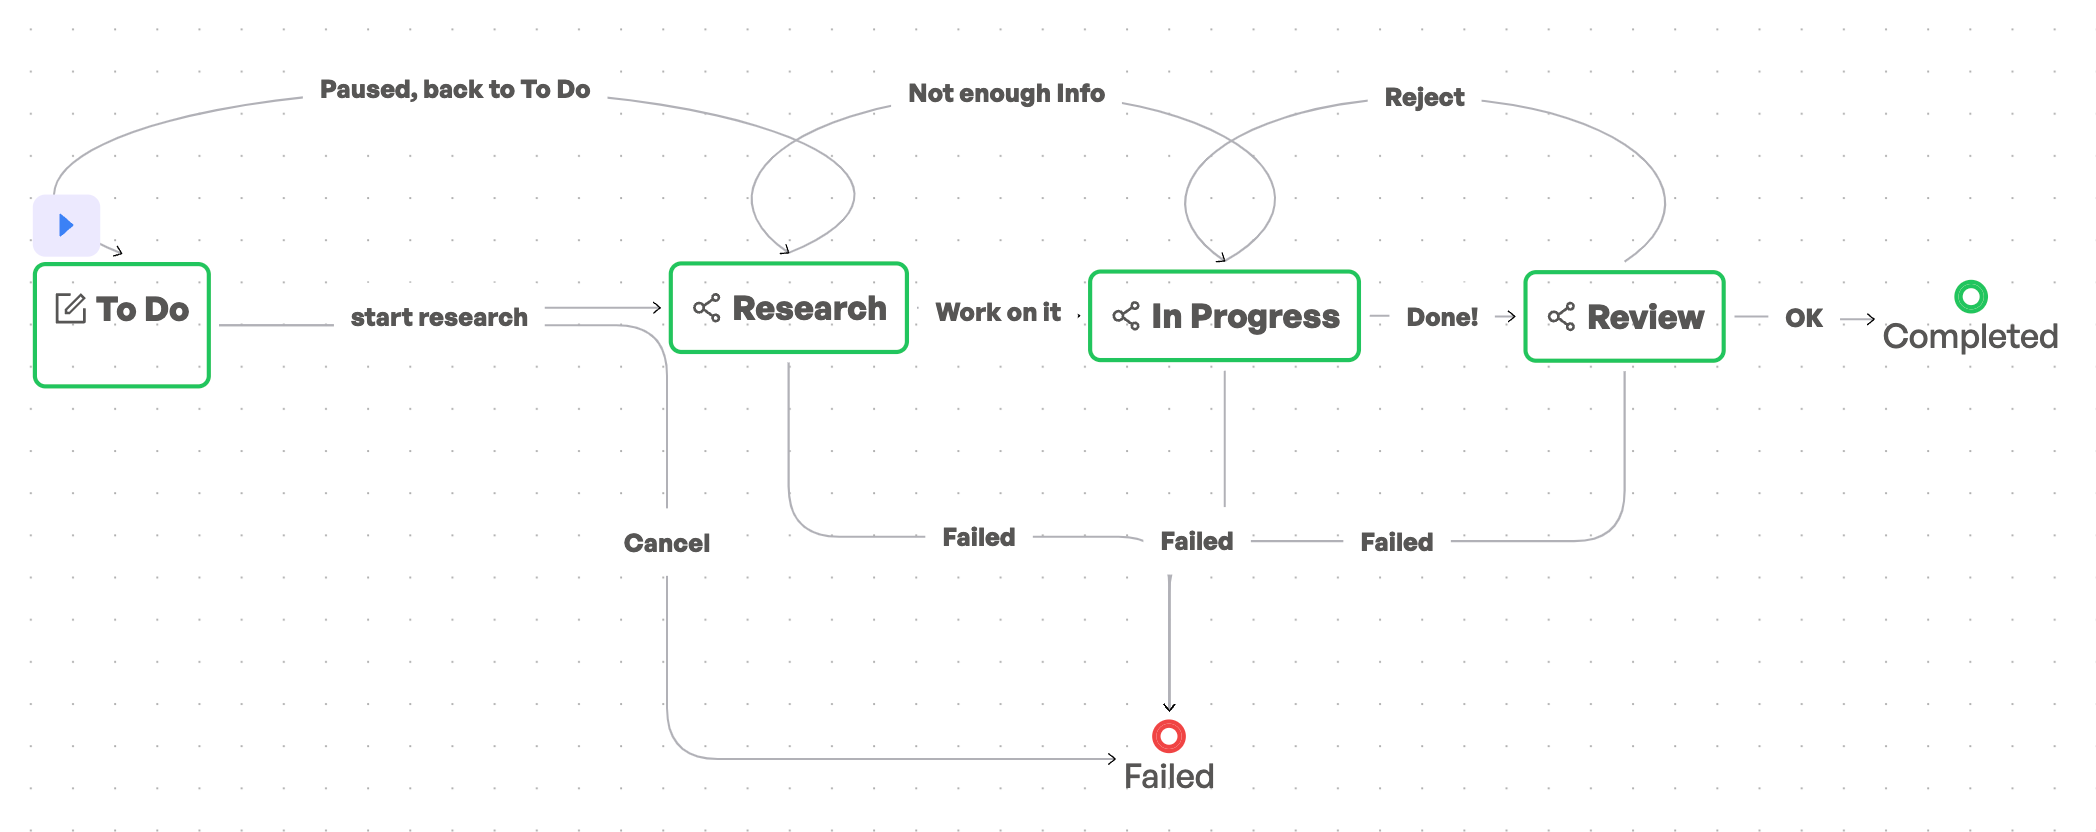 Paused, back to To Do
Not enough Info
Reject
To Do
start research
Research
Work on it
In Progress
Done!
Review
OK
Completed
Cancel
Failed
Failed
Failed
Failed